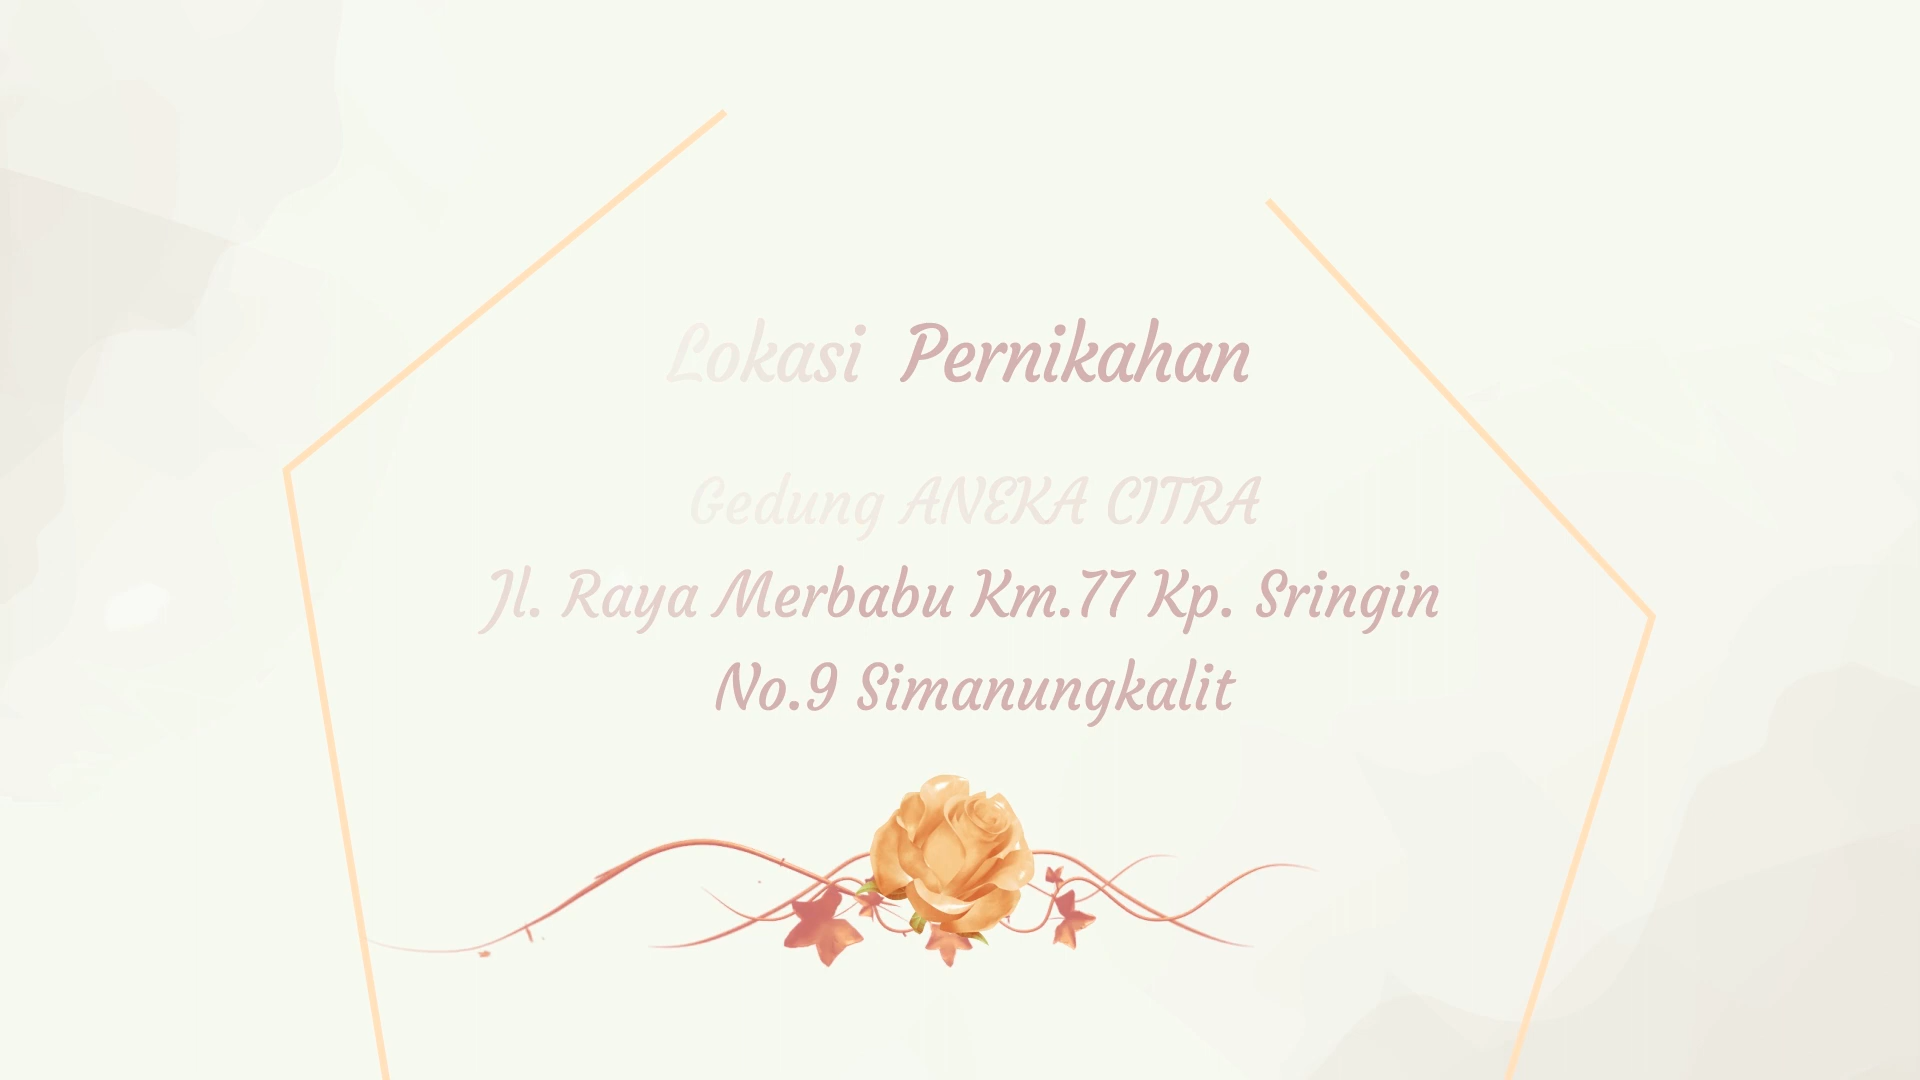 Lokasi Pernikahan
Gedung ANEKA CITRA
Jl. Raya Merbabu Km.77 Kp. Sringin
No.9 Simanungkalit